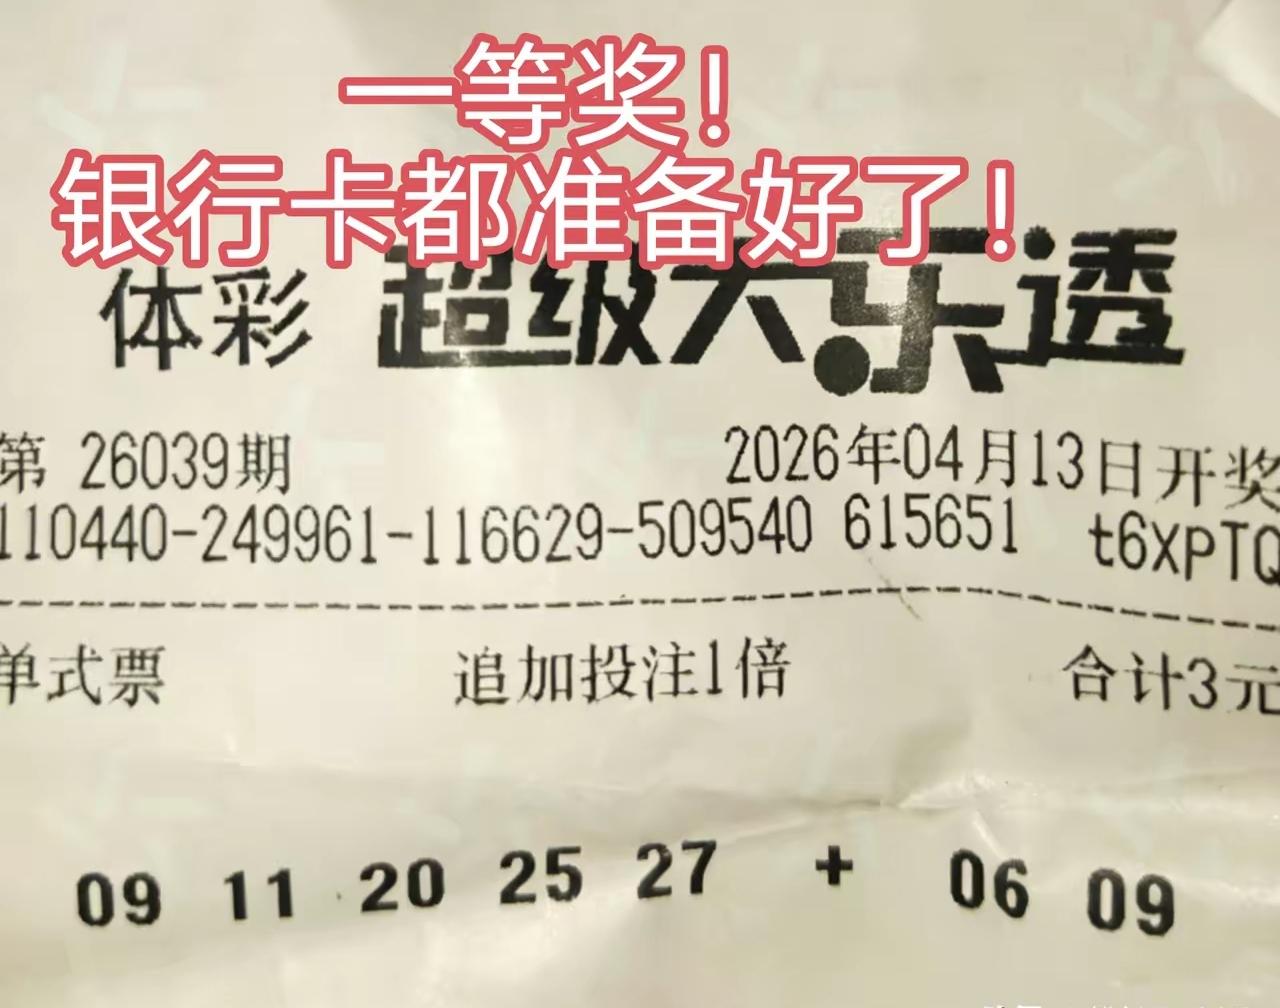 一等奖！
银行卡都准备好了！
体彩 超级大乐透
第 26039期 2026年04月13日开奖
110440-249961-116629-509540 615651 t6XPTQ
单式票 追加投注1倍 合计3元
09 11 20 25 27 + 06 09